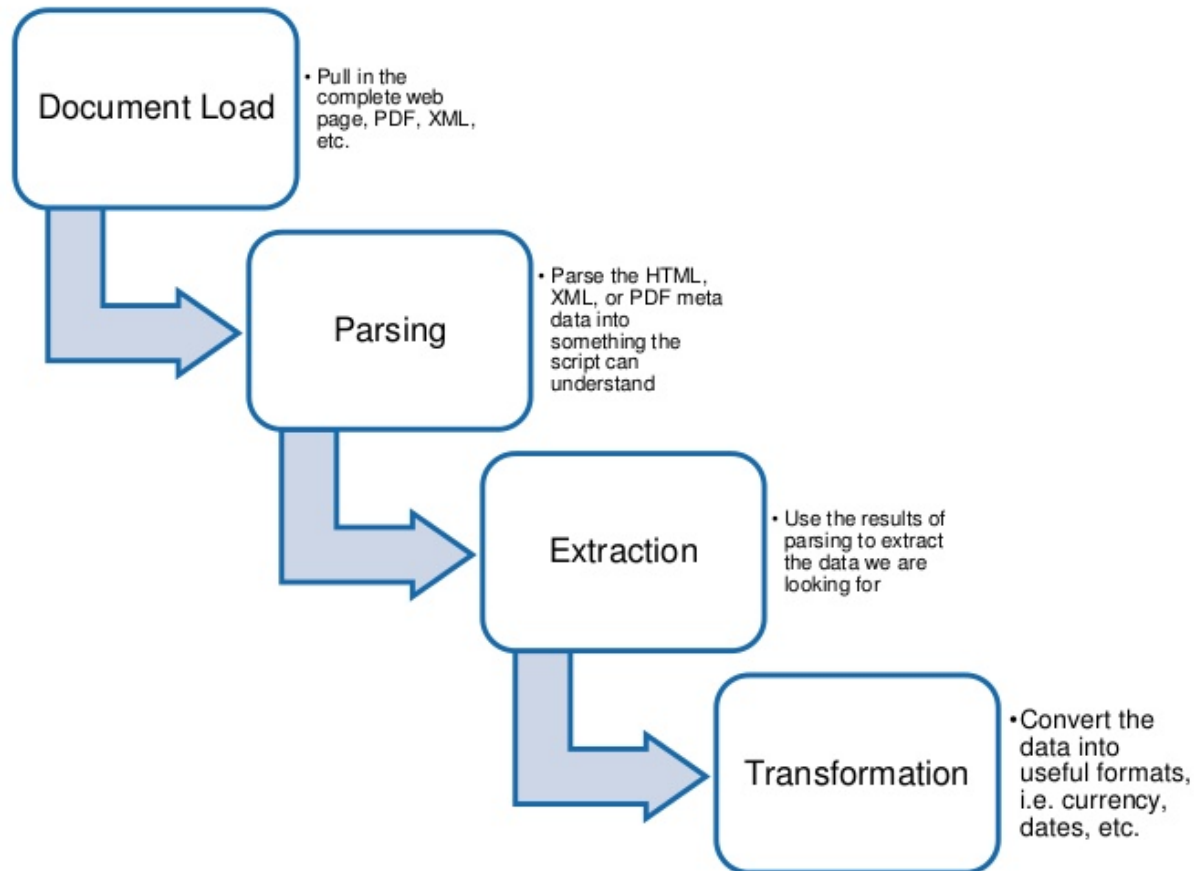 Document Load
• Pull in the
complete web
page, PDF, XML,
etc.
Parsing
• Parse the HTML,
XML, or PDF meta
data into
something the
script can
understand
Extraction
• Use the results of
parsing to extract
the data we are
looking for
Transformation
•Convert the
data into
useful formats,
i.e. currency,
dates, etc.